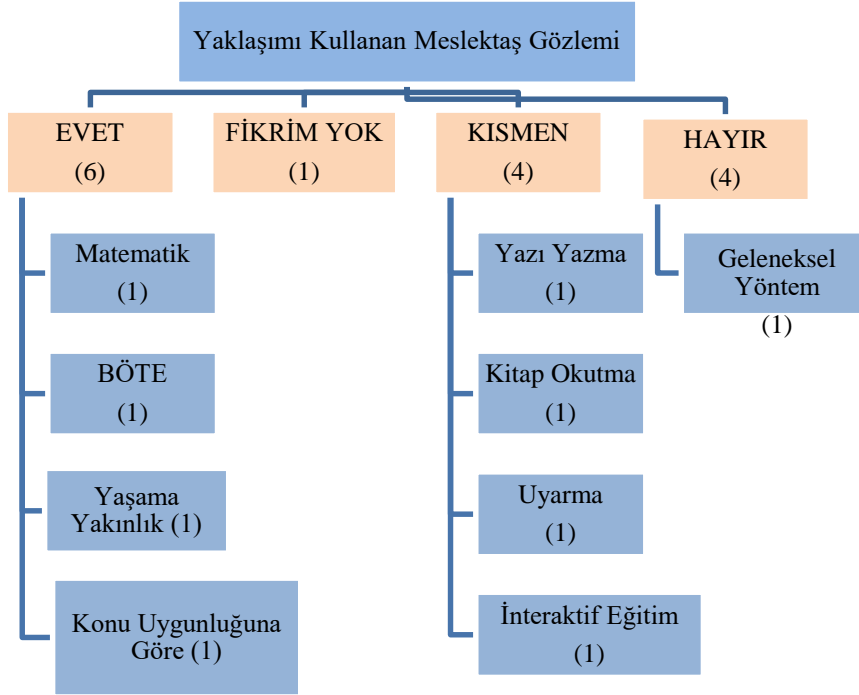 Yaklaşımı Kullanan Meslektaş Gözlemi
EVET
(6)
FİKRİM YOK
(1)
KISMEN
(4)
HAYIR
(4)
Matematik
(1)
BÖTE
(1)
Yaşama
Yakınlık (1)
Konu Uygunluğuna
Göre (1)
Yazı Yazma
(1)
Kitap Okutma
(1)
Uyarma
(1)
İnteraktif Eğitim
(1)
Geleneksel
Yöntem
(1)